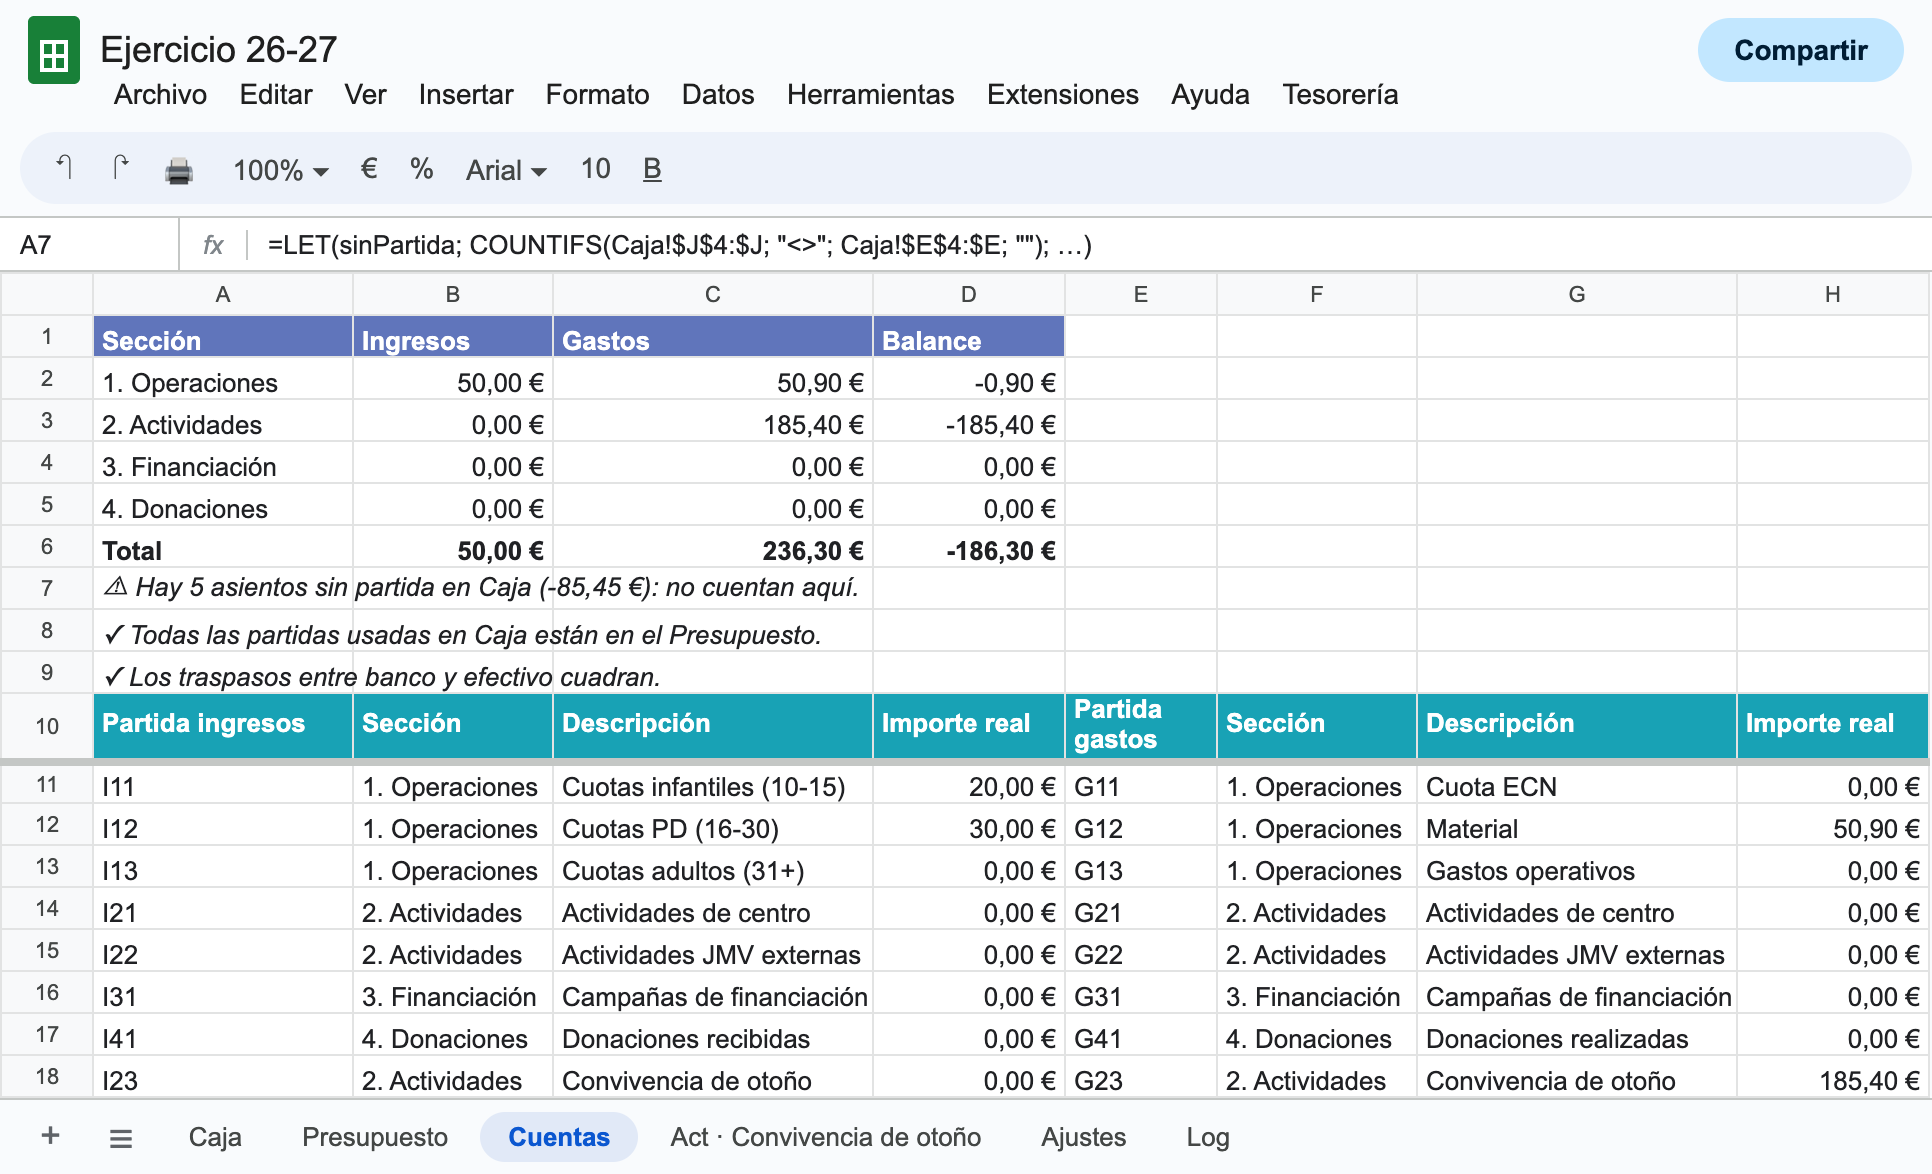 Ejercicio 26-27
Compartir
Archivo Editar Ver Insertar Formato Datos Herramientas Extensiones Ayuda Tesorería
100% € % Arial 10 B
A7 fx =LET(sinPartida; COUNTIFS(Caja!$J$4:$J; "<>"; Caja!$E$4:$E; ""); …)
A B C D E F G H
1 Sección Ingresos Gastos Balance
2 1. Operaciones 50,00 € 50,90 € -0,90 €
3 2. Actividades 0,00 € 185,40 € -185,40 €
4 3. Financiación 0,00 € 0,00 € 0,00 €
5 4. Donaciones 0,00 € 0,00 € 0,00 €
6 Total 50,00 € 236,30 € -186,30 €
7 ⚠ Hay 5 asientos sin partida en Caja (-85,45 €): no cuentan aquí.
8 ✓ Todas las partidas usadas en Caja están en el Presupuesto.
9 ✓ Los traspasos entre banco y efectivo cuadran.
10 Partida ingresos Sección Descripción Importe real Partida gastos Sección Descripción Importe real
11 I11 1. Operaciones Cuotas infantiles (10-15) 20,00 € G11 1. Operaciones Cuota ECN 0,00 €
12 I12 1. Operaciones Cuotas PD (16-30) 30,00 € G12 1. Operaciones Material 50,90 €
13 I13 1. Operaciones Cuotas adultos (31+) 0,00 € G13 1. Operaciones Gastos operativos 0,00 €
14 I21 2. Actividades Actividades de centro 0,00 € G21 2. Actividades Actividades de centro 0,00 €
15 I22 2. Actividades Actividades JMV externas 0,00 € G22 2. Actividades Actividades JMV externas 0,00 €
16 I31 3. Financiación Campañas de financiación 0,00 € G31 3. Financiación Campañas de financiación 0,00 €
17 I41 4. Donaciones Donaciones recibidas 0,00 € G41 4. Donaciones Donaciones realizadas 0,00 €
18 I23 2. Actividades Convivencia de otoño 0,00 € G23 2. Actividades Convivencia de otoño 185,40 €
+ ☰ Caja Presupuesto Cuentas Act · Convivencia de otoño Ajustes Log